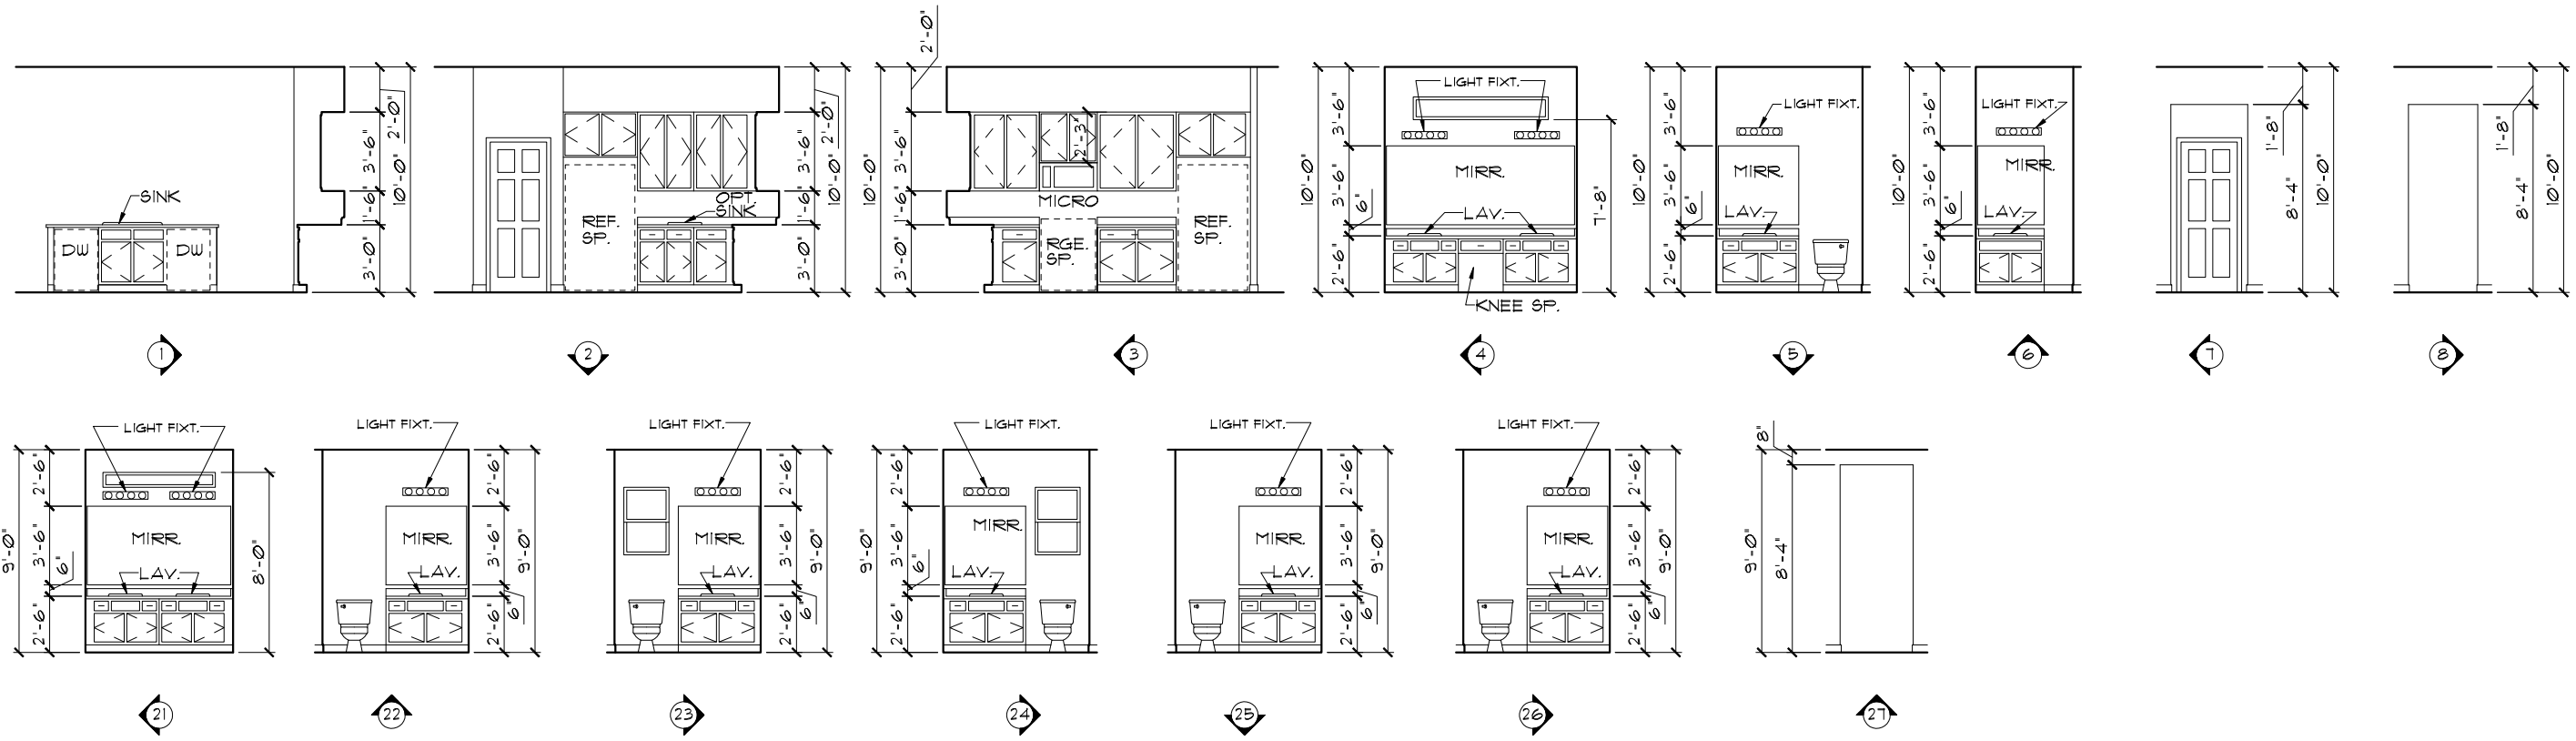 SINK
DW
DW
2'-0"
3'-6"
1'-6"
3'-0"
10'-0"
1
REF.
SP.
OPT.
SINK
2'-0"
3'-6"
1'-6"
3'-0"
10'-0"
2
2'-0"
10'-0"
3'-6"
1'-6"
3'-0"
2'-3"
MICRO
RGE.
SP.
REF.
SP.
3
10'-0"
3'-6"
3'-6"
6"
2'-6"
LIGHT FIXT.
MIRR.
LAV.
KNEE SP.
7'-8"
4
10'-0"
3'-6"
3'-6"
6"
2'-6"
LIGHT FIXT.
MIRR.
LAV.
5
10'-0"
3'-6"
3'-6"
6"
2'-6"
LIGHT FIXT.
MIRR.
LAV.
6
1'-8"
8'-4"
10'-0"
7
1'-8"
8'-4"
10'-0"
8
9'-0"
2'-6"
3'-6"
6"
2'-6"
LIGHT FIXT.
MIRR.
LAV.
8'-0"
21
LIGHT FIXT.
MIRR.
LAV.
2'-6"
3'-6"
6"
2'-6"
9'-0"
22
LIGHT FIXT.
MIRR.
LAV.
2'-6"
3'-6"
6"
2'-6"
9'-0"
23
9'-0"
2'-6"
3'-6"
6"
2'-6"
LIGHT FIXT.
MIRR.
LAV.
24
LIGHT FIXT.
MIRR.
LAV.
2'-6"
3'-6"
6"
2'-6"
9'-0"
25
LIGHT FIXT.
MIRR.
LAV.
2'-6"
3'-6"
6"
2'-6"
9'-0"
26
8"
9'-0"
8'-4"
27